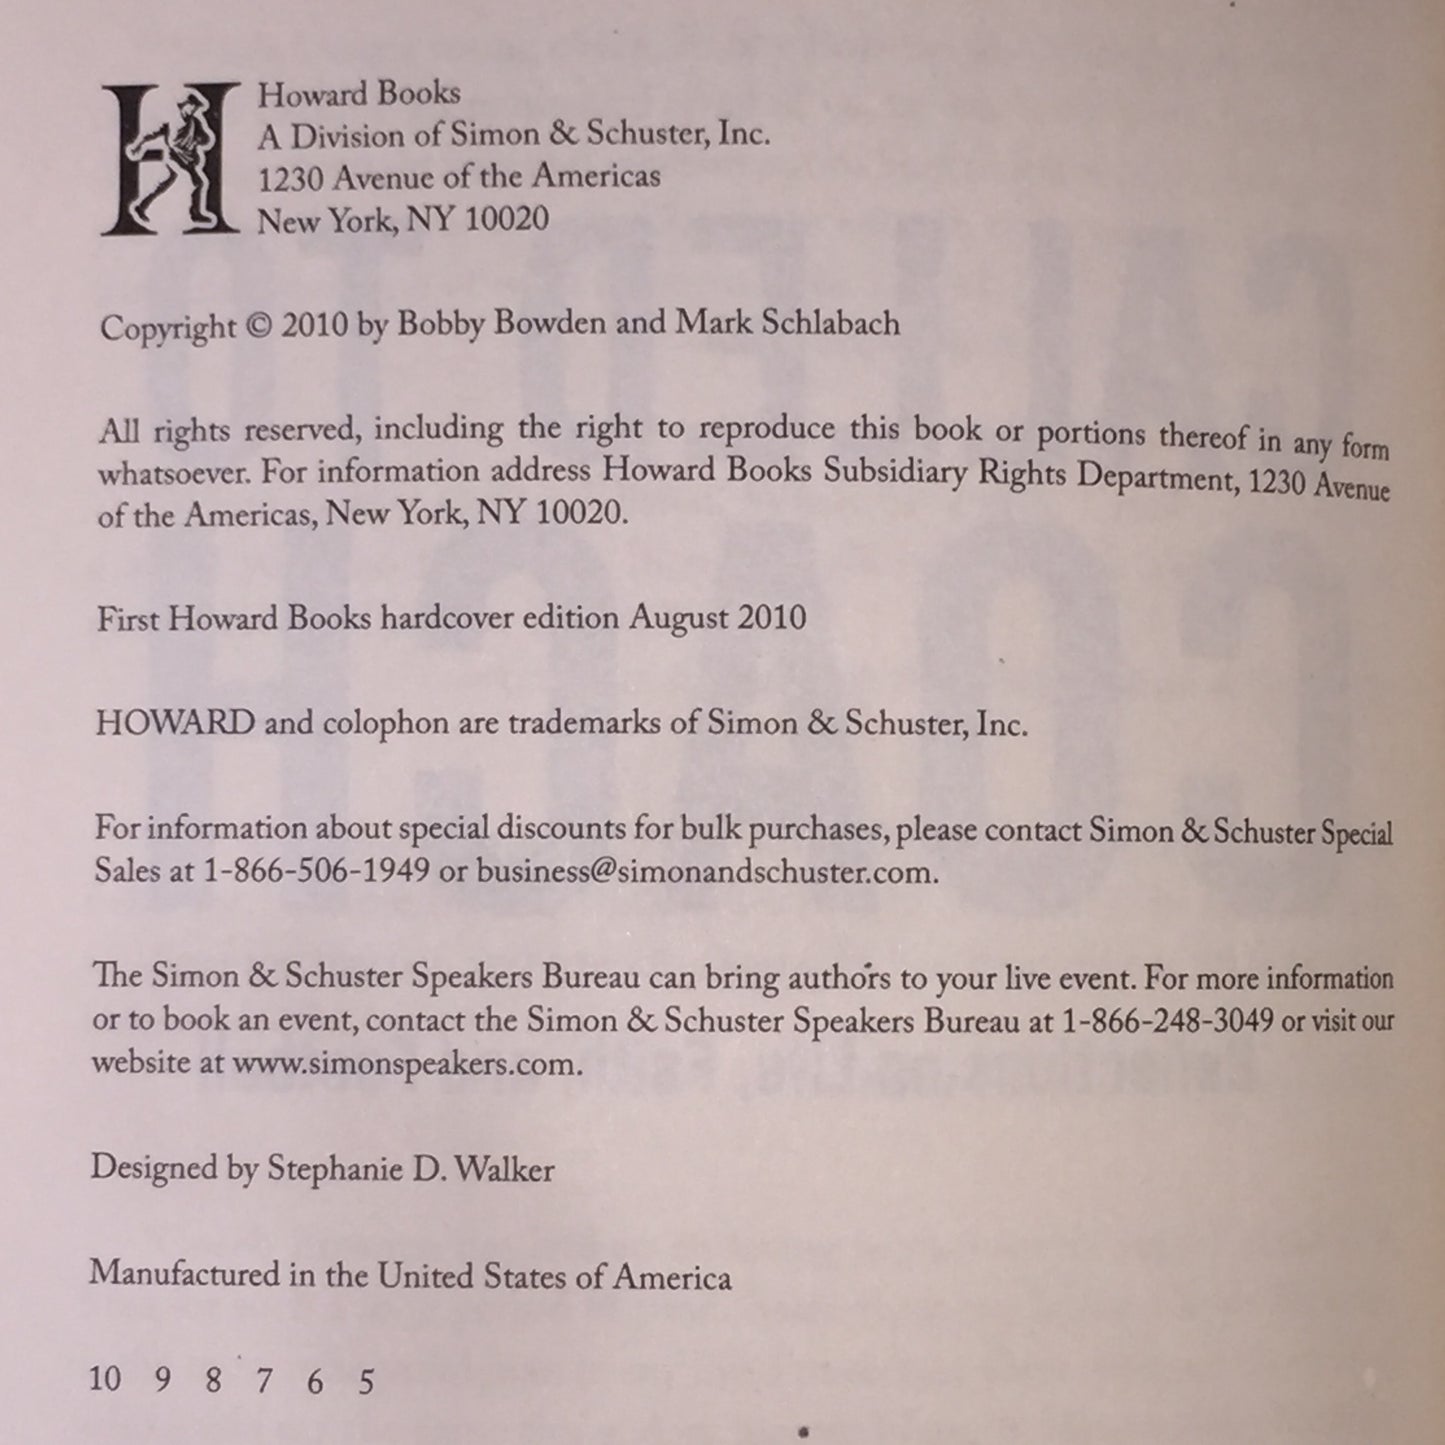 H
Howard Books
A Division of Simon & Schuster, Inc.
1230 Avenue of the Americas
New York, NY 10020
Copyright © 2010 by Bobby Bowden and Mark Schlabach
All rights reserved, including the right to reproduce this book or portions thereof in any form
whatsoever. For information address Howard Books Subsidiary Rights Department, 1230 Avenue
of the Americas, New York, NY 10020.
First Howard Books hardcover edition August 2010
HOWARD and colophon are trademarks of Simon & Schuster, Inc.
For information about special discounts for bulk purchases, please contact Simon & Schuster Special
Sales at 1-866-506-1949 or business@simonandschuster.com.
The Simon & Schuster Speakers Bureau can bring authors to your live event. For more information
or to book an event, contact the Simon & Schuster Speakers Bureau at 1-866-248-3049 or visit our
website at www.simonspeakers.com.
Designed by Stephanie D. Walker
Manufactured in the United States of America
10 9 8 7 6 5